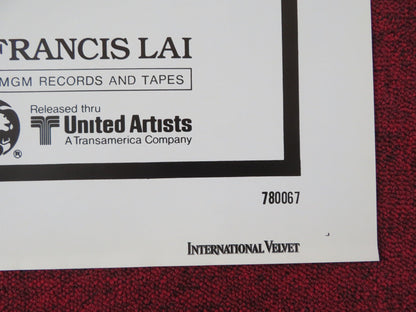 FRANCIS LAI
MGM RECORDS AND TAPES
Released thru
United Artists
A Transamerica Company
®
780067
INTERNATIONAL VELVET